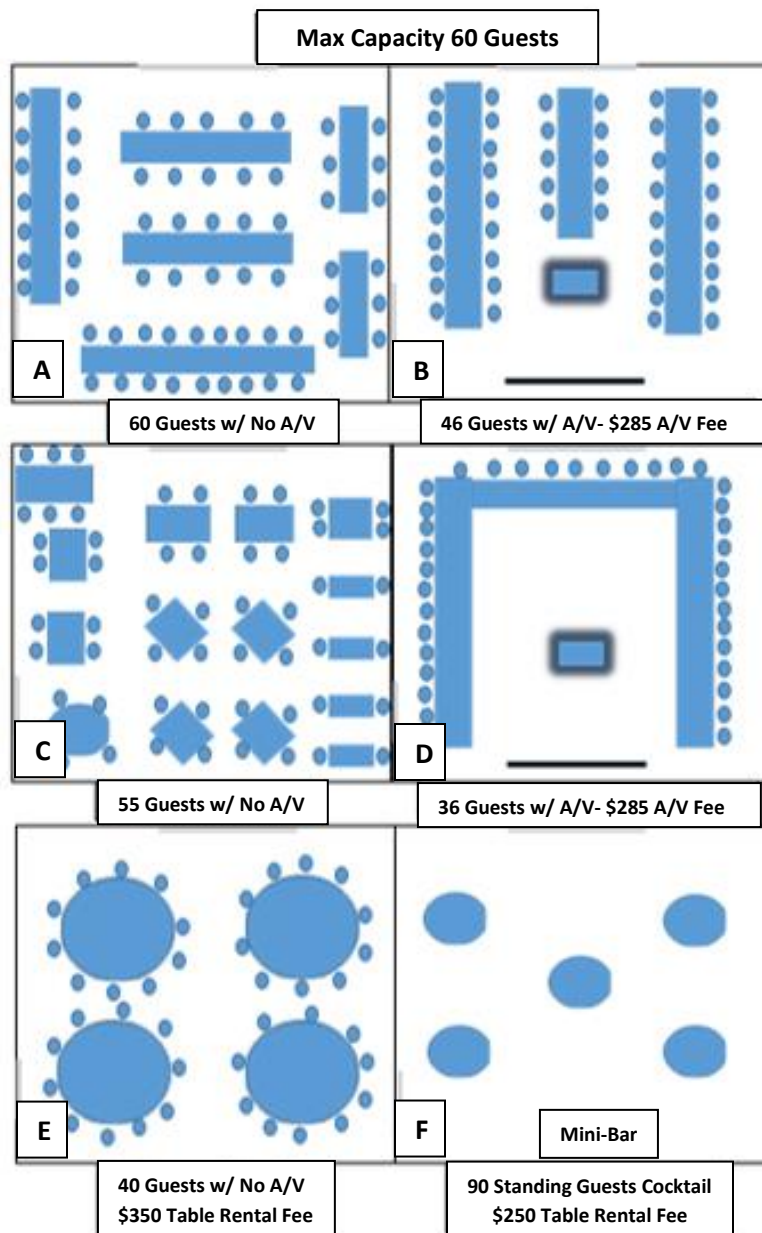 Max Capacity 60 Guests
A
60 Guests w/ No A/V
B
46 Guests w/ A/V- $285 A/V Fee
C
55 Guests w/ No A/V
D
36 Guests w/ A/V- $285 A/V Fee
E
40 Guests w/ No A/V
$350 Table Rental Fee
F
Mini-Bar
90 Standing Guests Cocktail
$250 Table Rental Fee